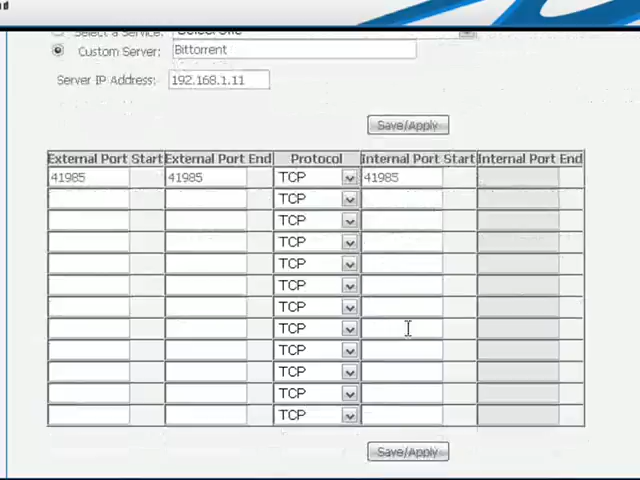 Select a Service:
Custom Server: Bittorrent
Server IP Address: 192.168.1.11
Save/Apply
External Port Start External Port End Protocol Internal Port Start Internal Port End
41985 41985 TCP 41985
TCP
TCP
TCP
TCP
TCP
TCP
TCP
TCP
TCP
TCP
TCP
Save/Apply